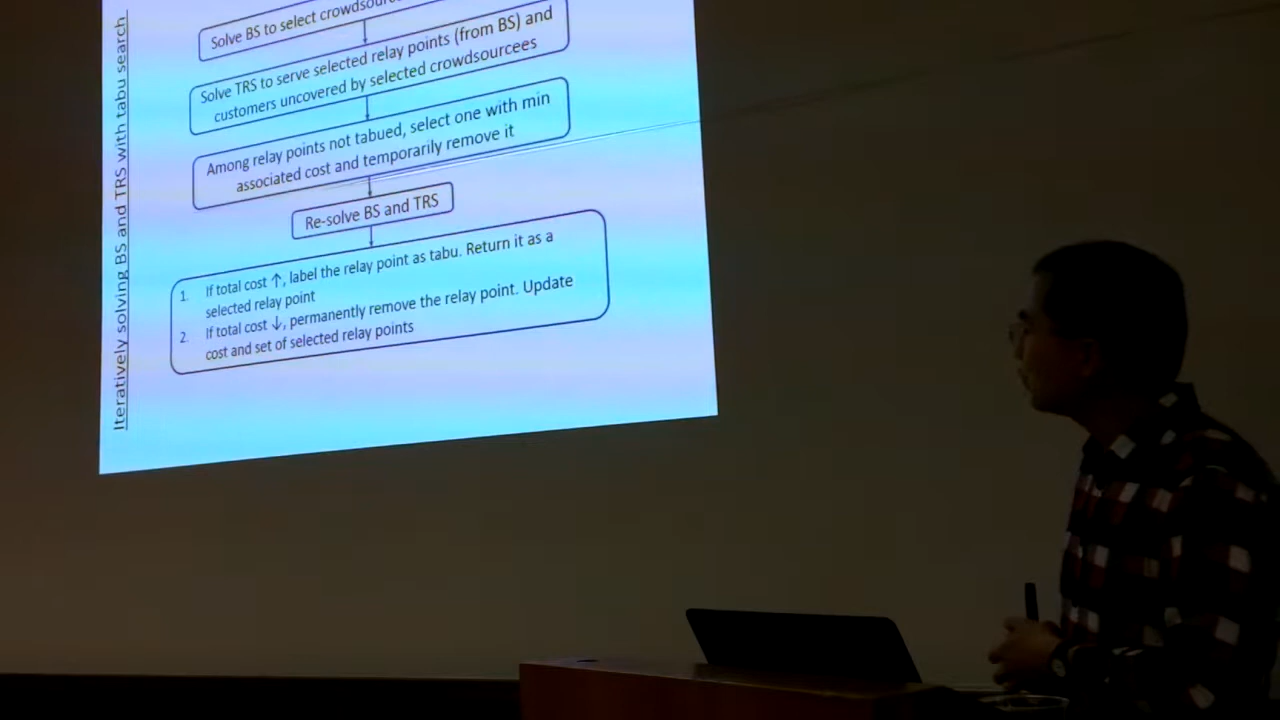 Iteratively solving BS and TRS with tabu search
Solve BS to select
Solve TRS to serve selected relay points (from BS) and
customers uncovered by selected crowdsourcees
Among relay points not tabued, select one with min
associated cost and temporarily remove it
Re-solve BS and TRS
1. If total cost ↑, label the relay point as tabu. Return it as a
selected relay point
2. If total cost ↓, permanently remove the relay point. Update
cost and set of selected relay points